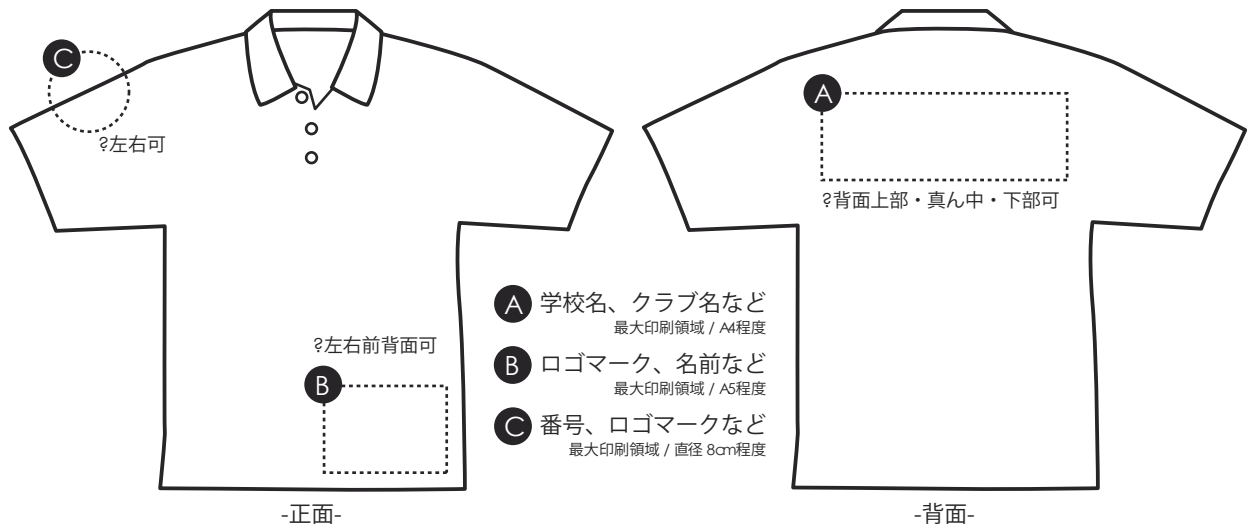 C
?左右可
A
?背面上部・真ん中・下部可
A 学校名、クラブ名など
最大印刷領域 / A4程度
?左右前背面可
B ロゴマーク、名前など
最大印刷領域 / A5程度
B
C 番号、ロゴマークなど
最大印刷領域 / 直径 8cm程度
-正面-
-背面-